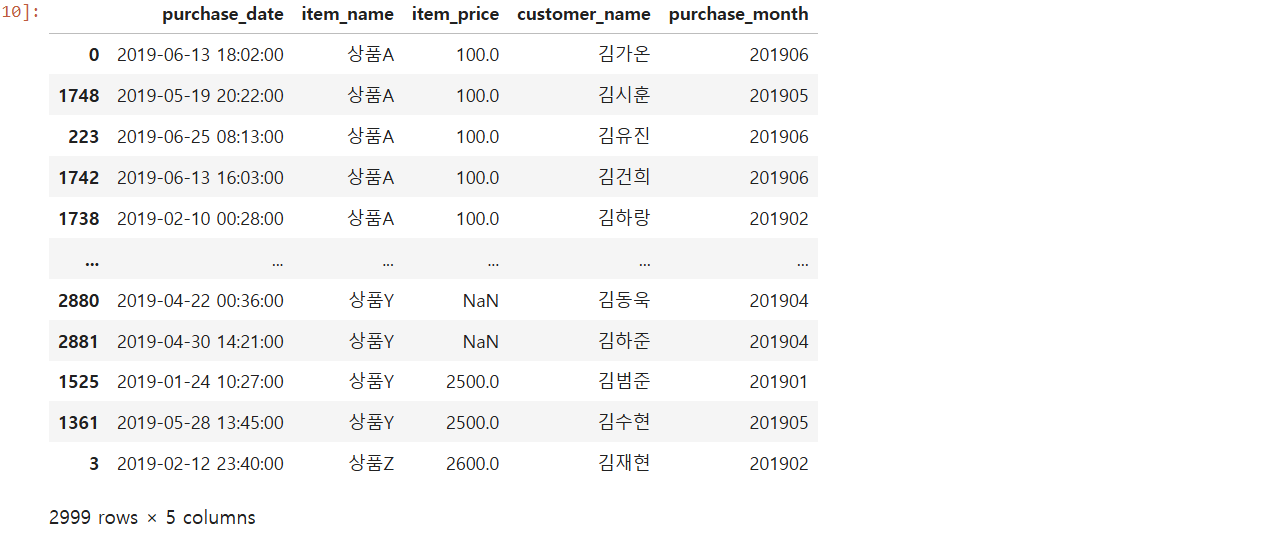 10]:
purchase_date item_name item_price customer_name purchase_month
0 2019-06-13 18:02:00 상품A 100.0 김가온 201906
1748 2019-05-19 20:22:00 상품A 100.0 김시훈 201905
223 2019-06-25 08:13:00 상품A 100.0 김유진 201906
1742 2019-06-13 16:03:00 상품A 100.0 김건희 201906
1738 2019-02-10 00:28:00 상품A 100.0 김하랑 201902
... ... ... ... ... ...
2880 2019-04-22 00:36:00 상품Y NaN 김동욱 201904
2881 2019-04-30 14:21:00 상품Y NaN 김하준 201904
1525 2019-01-24 10:27:00 상품Y 2500.0 김범준 201901
1361 2019-05-28 13:45:00 상품Y 2500.0 김수현 201905
3 2019-02-12 23:40:00 상품Z 2600.0 김재현 201902
2999 rows × 5 columns